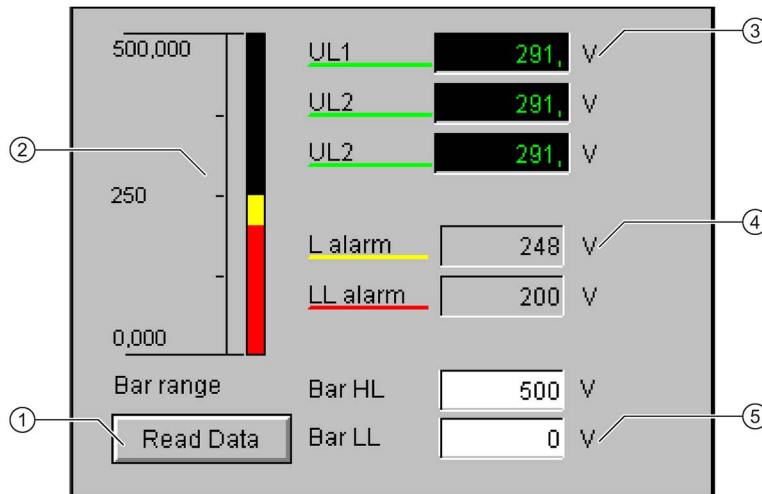 500,000
250
0,000
Bar range
Read Data
UL1 291, V
UL2 291, V
UL2 291, V
L alarm 248 V
LL alarm 200 V
Bar HL 500 V
Bar LL 0 V
1
2
3
4
5